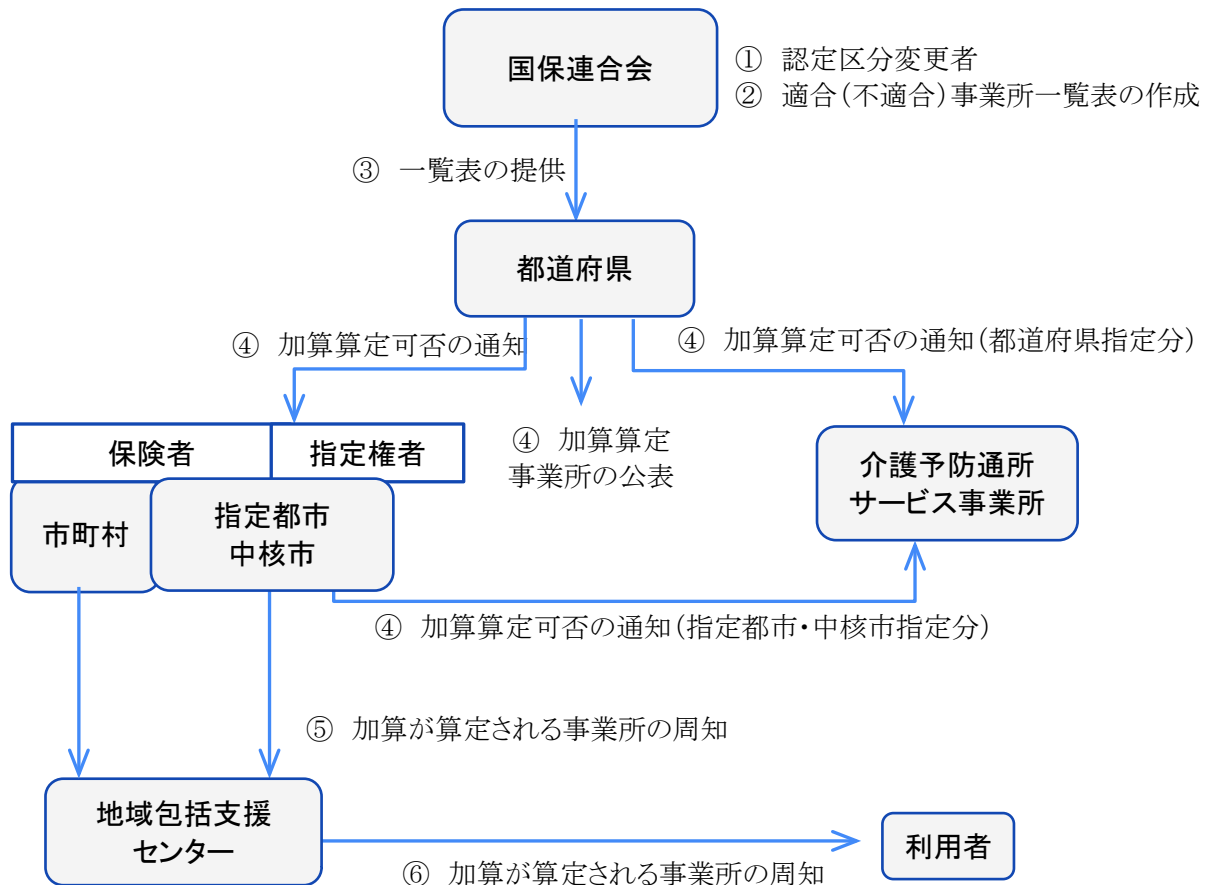 国保連合会
① 認定区分変更者
② 適合(不適合)事業所一覧表の作成
③ 一覧表の提供
都道府県
④ 加算算定可否の通知
④ 加算算定可否の通知(都道府県指定分)
④ 加算算定
事業所の公表
保険者
指定権者
市町村
指定都市
中核市
介護予防通所
サービス事業所
④ 加算算定可否の通知(指定都市・中核市指定分)
⑤ 加算が算定される事業所の周知
地域包括支援
センター
利用者
⑥ 加算が算定される事業所の周知